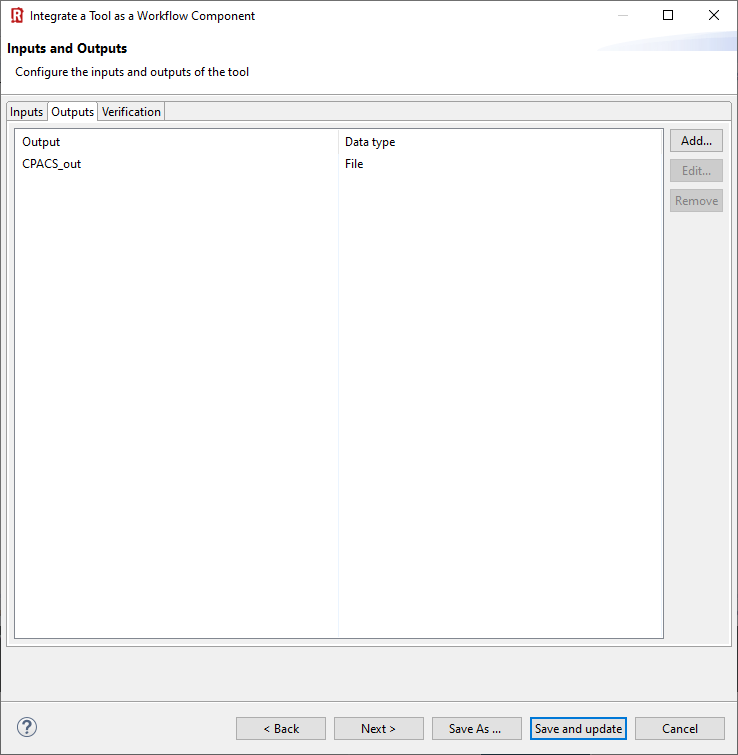 Integrate a Tool as a Workflow Component
Inputs and Outputs
Configure the inputs and outputs of the tool
Inputs Outputs Verification
Output Data type
CPACS_out File
Add...
Edit...
Remove
? < Back Next > Save As ... Save and update Cancel